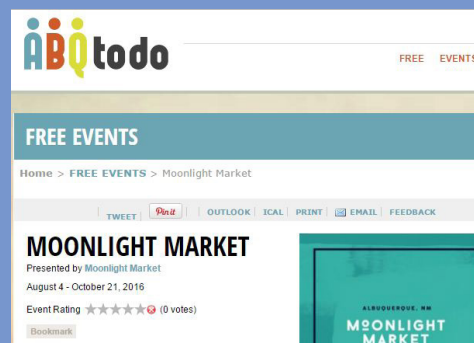 ABQtodo
FREE EVENTS
FREE EVENTS
Home > FREE EVENTS > Moonlight Market
TWEET Pin it OUTLOOK ICAL PRINT EMAIL FEEDBACK
MOONLIGHT MARKET
Presented by Moonlight Market
August 4 - October 21, 2016
Event Rating (0 votes)
Bookmark
ALBUQUERQUE, NM
MOONLIGHT
MARKET